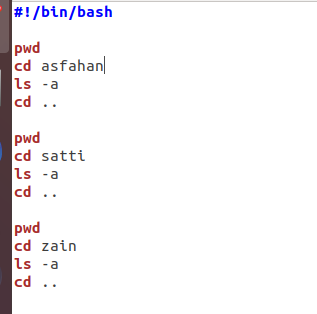 #!/bin/bash
pwd
cd asfahan
ls -a
cd ..
pwd
cd satti
ls -a
cd ..
pwd
cd zain
ls -a
cd ..